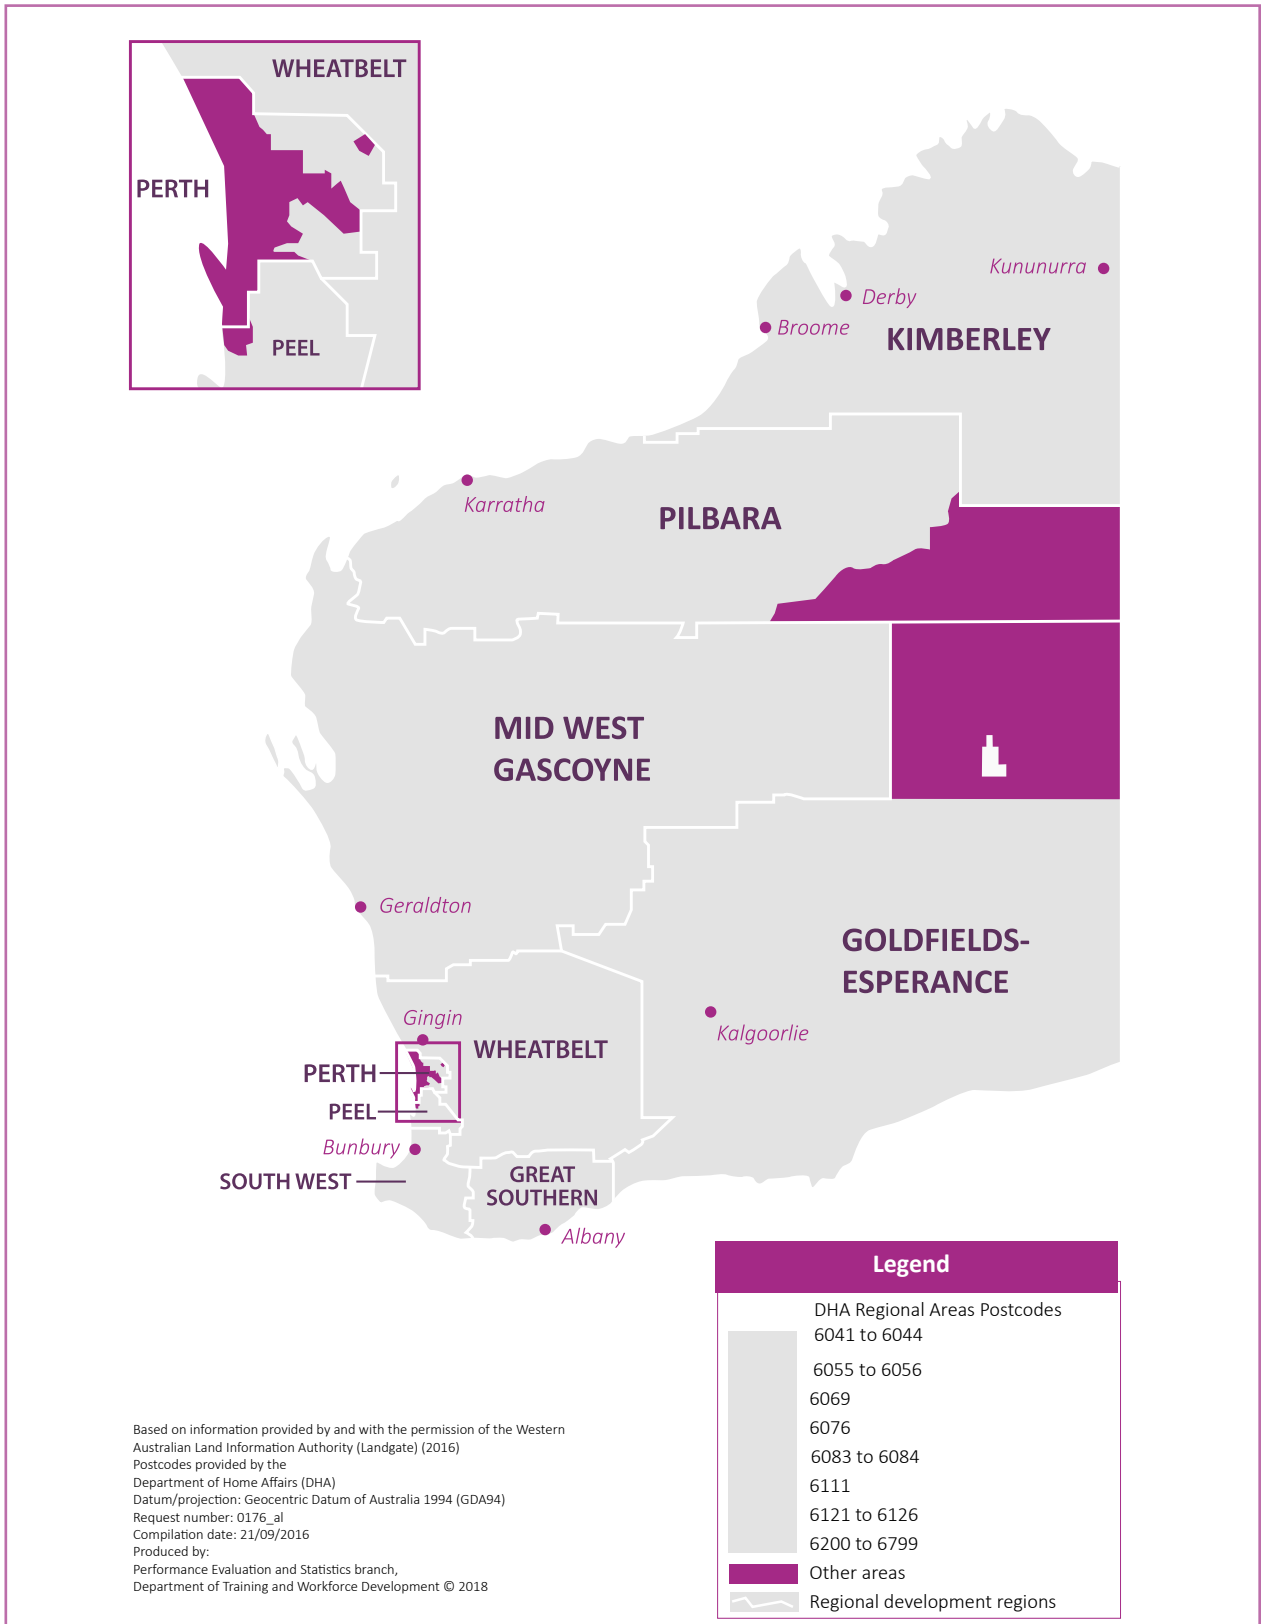 WHEATBELT
PERTH
PEEL
Kununurra
Derby
Broome
KIMBERLEY
Karratha
PILBARA
MID WEST
GASCOYNE
Geraldton
GOLDFIELDS-
ESPERANCE
Kalgoorlie
Gingin
WHEATBELT
PERTH
PEEL
Bunbury
SOUTH WEST
GREAT
SOUTHERN
Albany
Legend
DHA Regional Areas Postcodes
6041 to 6044
6055 to 6056
6069
6076
6083 to 6084
6111
6121 to 6126
6200 to 6799
Other areas
Regional development regions
Based on information provided by and with the permission of the Western
Australian Land Information Authority (Landgate) (2016)
Postcodes provided by the
Department of Home Affairs (DHA)
Datum/projection: Geocentric Datum of Australia 1994 (GDA94)
Request number: 0176_al
Compilation date: 21/09/2016
Produced by:
Performance Evaluation and Statistics branch,
Department of Training and Workforce Development © 2018